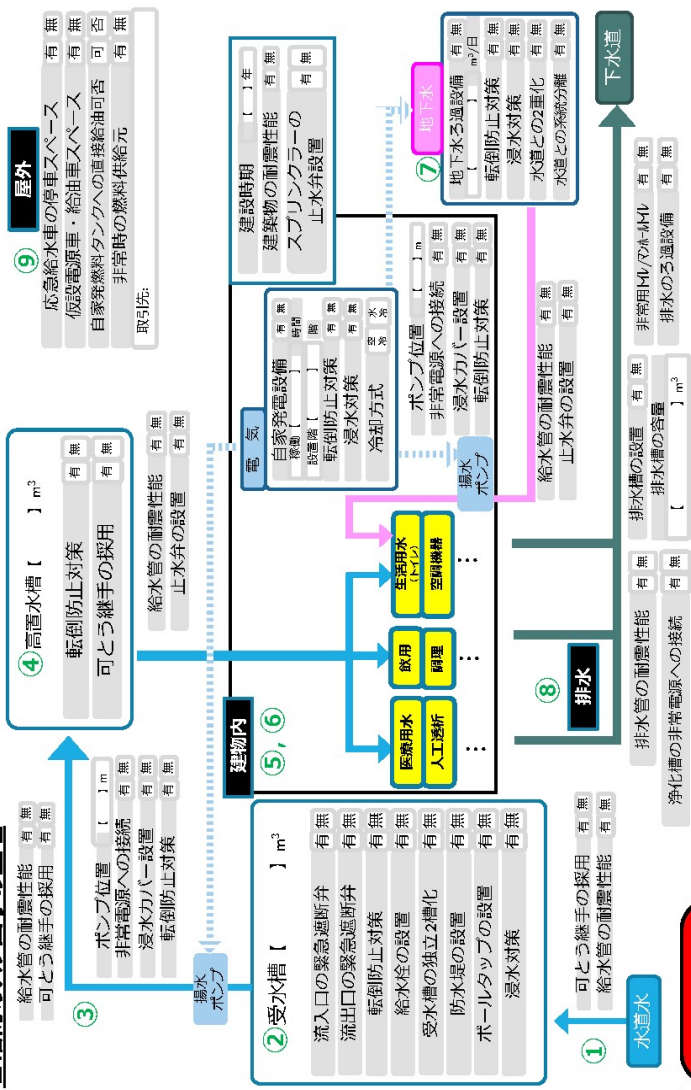 ⑨ 屋外
応急給水車の停車スペース 有 無
仮設電源車・給油車スペース 有 無
自家発燃料タンクへの直接給油可否 可 否
非常時の燃料供給元 有 無
取引先:
④高置水槽【 】m³
転倒防止対策 有 無
可とう継手の採用 有 無
給水管の耐震性能 有 無
止水弁の設置 有 無
給水管の耐震性能 有 無
可とう継手の採用 有 無
③
ポンプ位置 【 】m
非常電源への接続 有 無
浸水カバー設置 有 無
転倒防止対策 有 無
揚水
ポンプ
②受水槽【 】m³
流入口の緊急遮断弁 有 無
流出口の緊急遮断弁 有 無
転倒防止対策 有 無
給水栓の設置 有 無
受水槽の独立2槽化 有 無
防水堤の設置 有 無
ボールタップの設置 有 無
浸水対策 有 無
①
水道水
可とう継手の採用 有 無
給水管の耐震性能 有 無
建物内
⑤,⑥
建設時期 【 】年
建築物の耐震性能 有 無
スプリンクラーの
止水弁設置 有 無
電 気
自家発電設備 有 無
稼働【 】時間
設置階【 】階
転倒防止対策 有 無
浸水対策 有 無
冷却方式 空冷 水冷
医療用水
人工透析
⋮
飲用
調理
⋮
生活用水
(トイレ)
空調機器
⋮
揚水
ポンプ
ポンプ位置 【 】m
非常電源への接続 有 無
浸水カバー設置 有 無
転倒防止対策 有 無
⑦
地下水
地下水ろ過設備 有 無
【 】m³/日
転倒防止対策 有 無
浸水対策 有 無
水道との2重化 有 無
水道との系統分離 有 無
給水管の耐震性能 有 無
止水弁の設置 有 無
⑧
排水
排水管の耐震性能 有 無
浄化槽の非常電源への接続 有 無
排水槽の設置 有 無
排水槽の容量
【 】m³
非常用トイレ/マンホールトイレ 有 無
排水のろ過設備 有 無
下水道